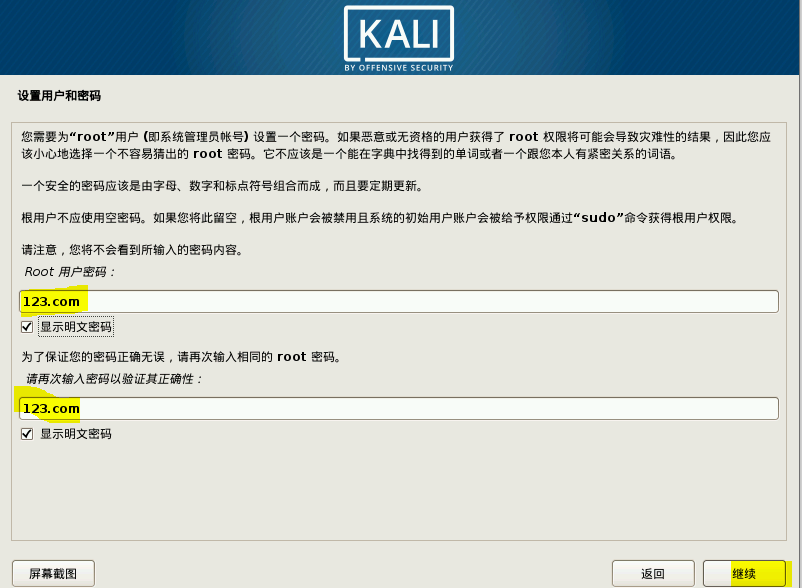 KALI
BY OFFENSIVE SECURITY
设置用户和密码
您需要为“root”用户 (即系统管理员帐号) 设置一个密码。如果恶意或无资格的用户获得了 root 权限将可能会导致灾难性的结果，因此您应
该小心地选择一个不容易猜出的 root 密码。它不应该是一个能在字典中找得到的单词或者一个跟您本人有紧密关系的词语。
一个安全的密码应该是由字母、数字和标点符号组合而成，而且要定期更新。
根用户不应使用空密码。如果您将此留空，根用户账户会被禁用且系统的初始用户账户会被给予权限通过“sudo”命令获得根用户权限。
请注意，您将不会看到所输入的密码内容。
Root 用户密码：
123.com
显示明文密码
为了保证您的密码正确无误，请再次输入相同的 root 密码。
请再次输入密码以验证其正确性：
123.com
显示明文密码
屏幕截图 返回 继续